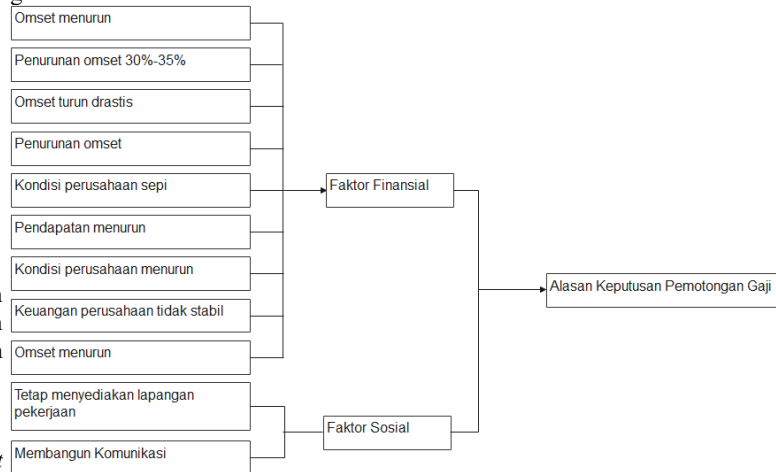 Omset menurun
Penurunan omset 30%-35%
Omset turun drastis
Penurunan omset
Kondisi perusahaan sepi
Pendapatan menurun
Kondisi perusahaan menurun
Keuangan perusahaan tidak stabil
Omset menurun
Tetap menyediakan lapangan
pekerjaan
Membangun Komunikasi
Faktor Finansial
Faktor Sosial
Alasan Keputusan Pemotongan Gaji